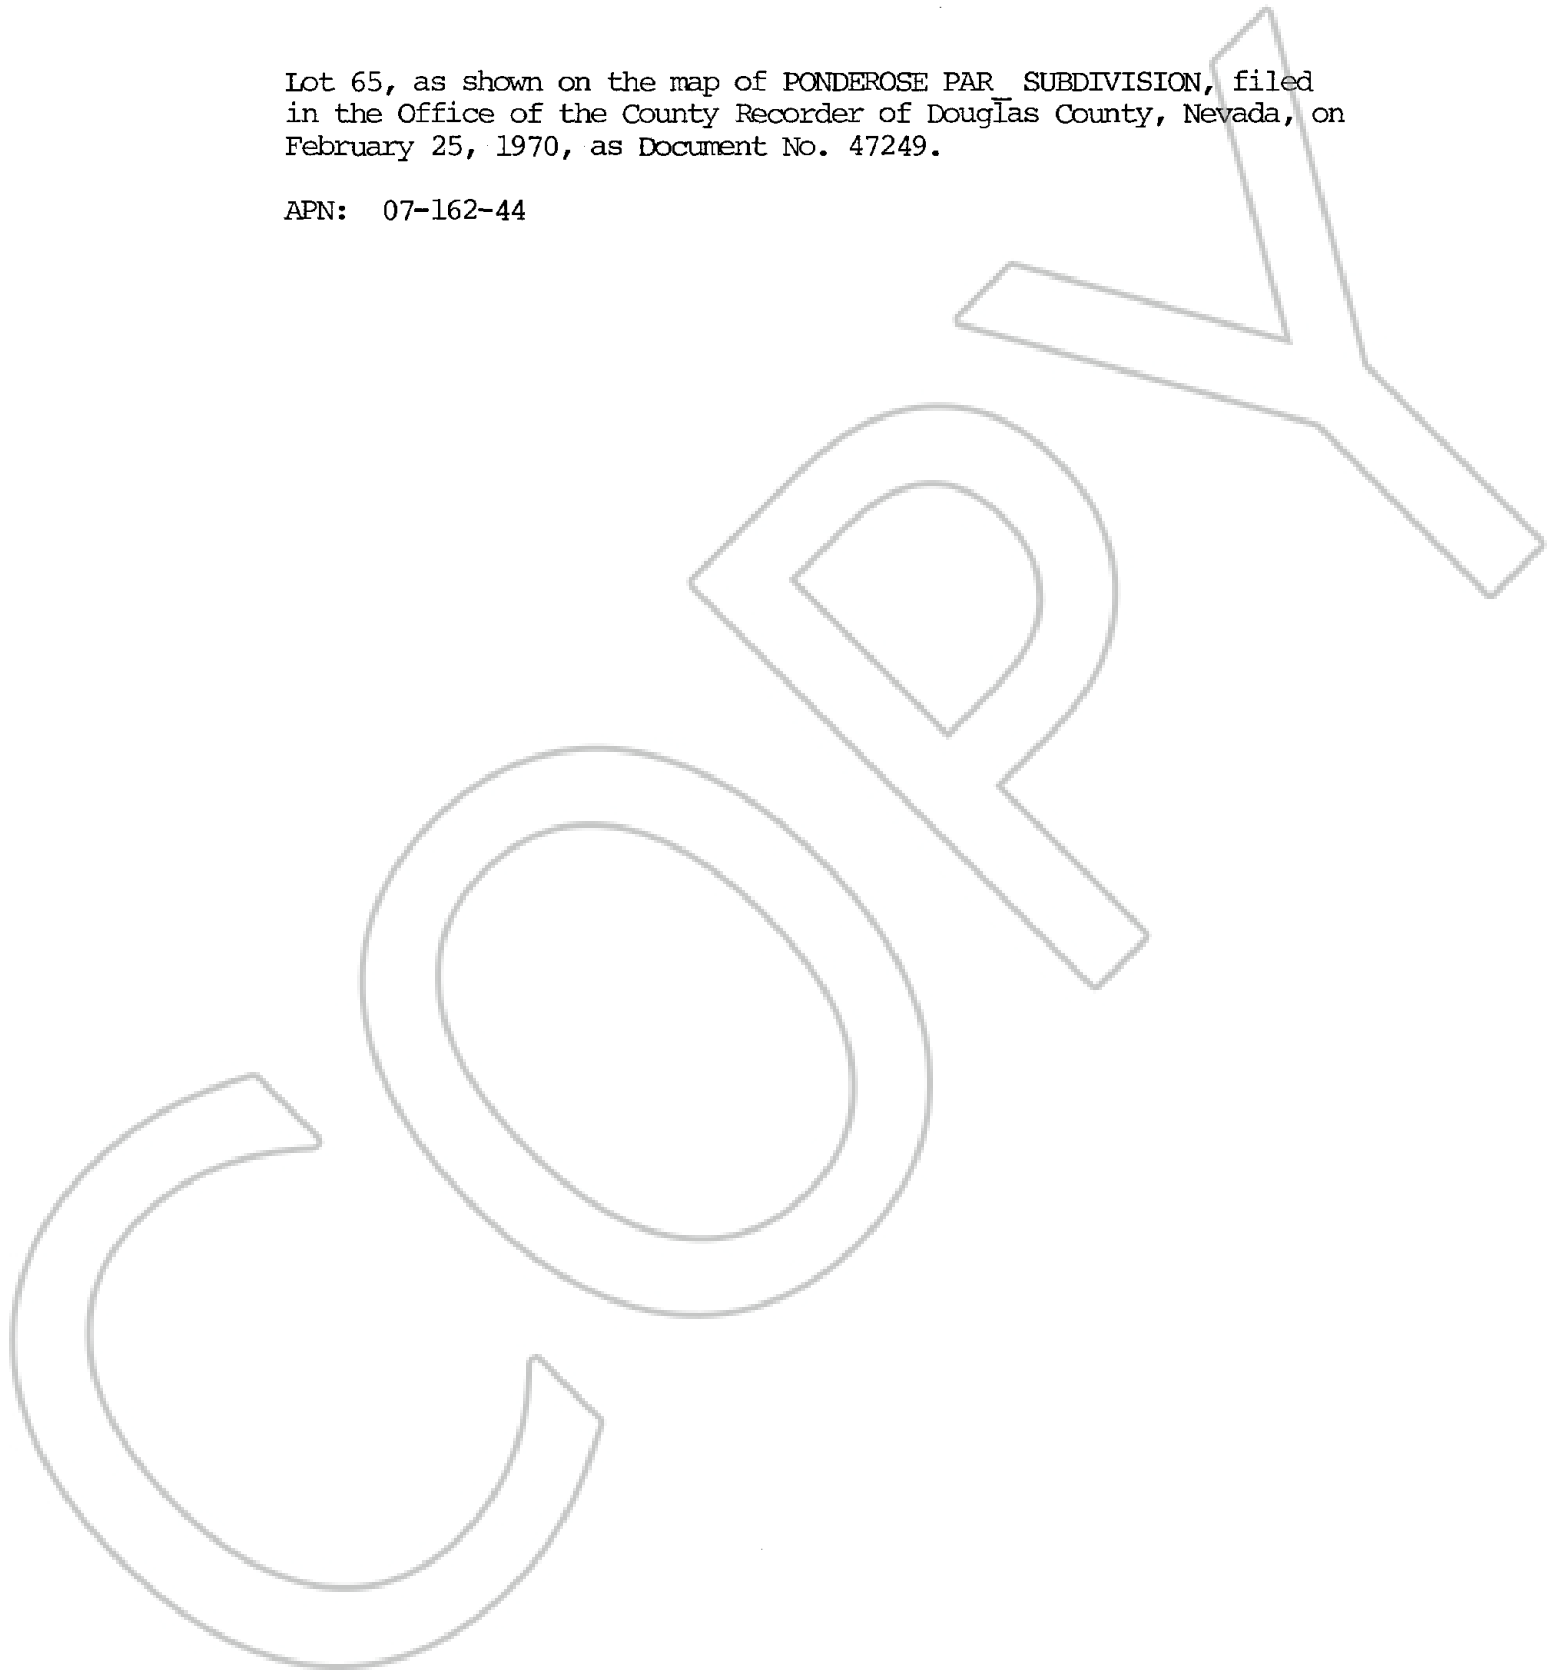 Lot 65, as shown on the map of PONDEROSE PAR_ SUBDIVISION, filed
in the Office of the County Recorder of Douglas County, Nevada, on
February 25, 1970, as Document No. 47249.
APN: 07-162-44
COPY